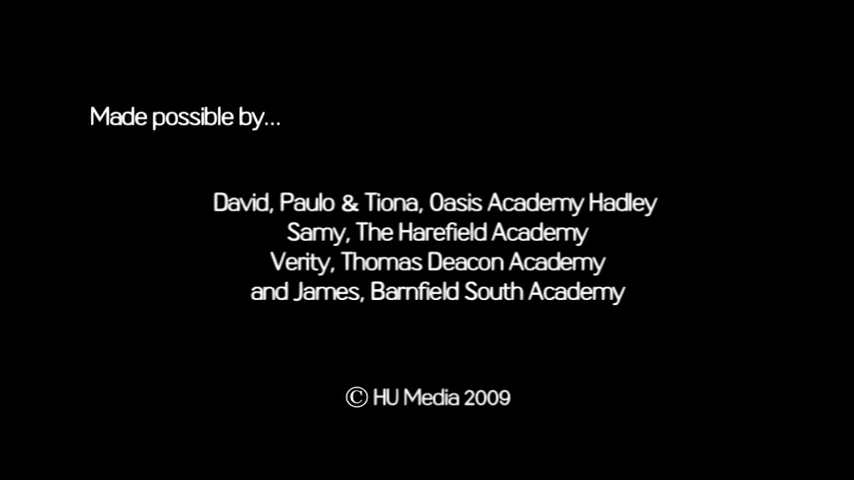 Made possible by...
David, Paulo & Tiona, Oasis Academy Hadley
Samy, The Harefield Academy
Verity, Thomas Deacon Academy
and James, Barnfield South Academy
© HU Media 2009